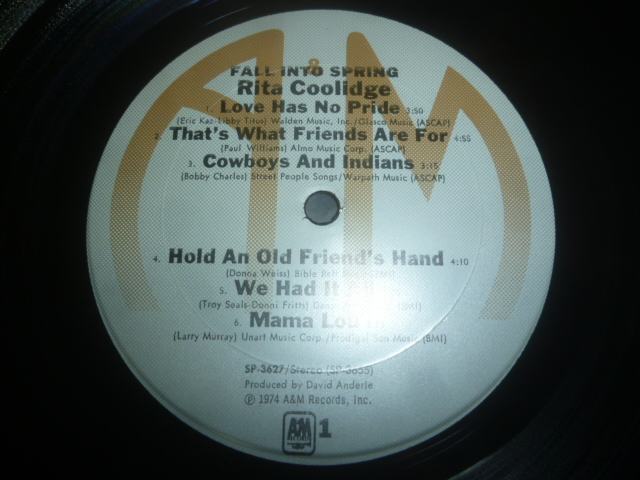 A&M
FALL INTO SPRING
Rita Coolidge
1. Love Has No Pride 3:50
(Eric Kaz-Libby Titus) Walden Music, Inc./Glasco Music (ASCAP)
2. That's What Friends Are For 4:55
(Paul Williams) Almo Music Corp. (ASCAP)
3. Cowboys And Indians 3:15
(Bobby Charles) Street People Songs/Warpath Music (ASCAP)
4. Hold An Old Friend's Hand 4:10
(Donna Weiss) Bible (BMI)
5. We Had It
(Troy Seals-Donni Fritts) (BMI)
6. Mama Lou
(Larry Murray) Unart Music Corp./Prodigal Son Music (BMI)
SP-3627/Stereo (SP-3655)
Produced by David Anderle
℗ 1974 A&M Records, Inc.
A&M RECORDS 1